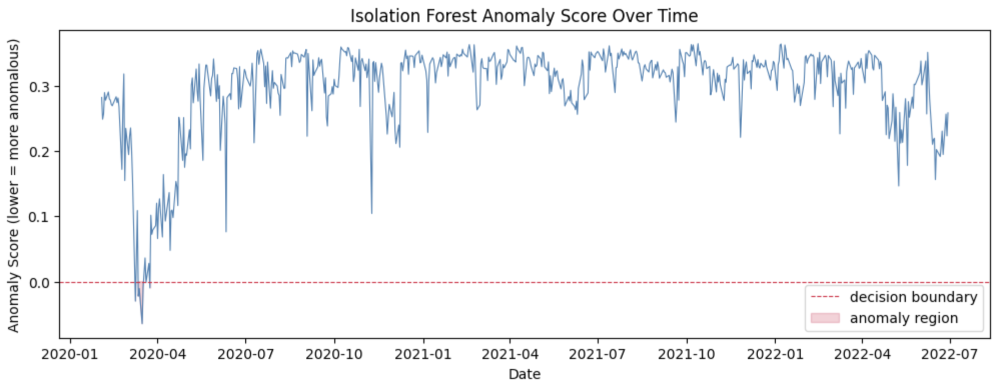 Isolation Forest Anomaly Score Over Time
Anomaly Score (lower = more anomalous)
0.3
0.2
0.1
0.0
decision boundary
anomaly region
2020-01 2020-04 2020-07 2020-10 2021-01 2021-04 2021-07 2021-10 2022-01 2022-04 2022-07
Date